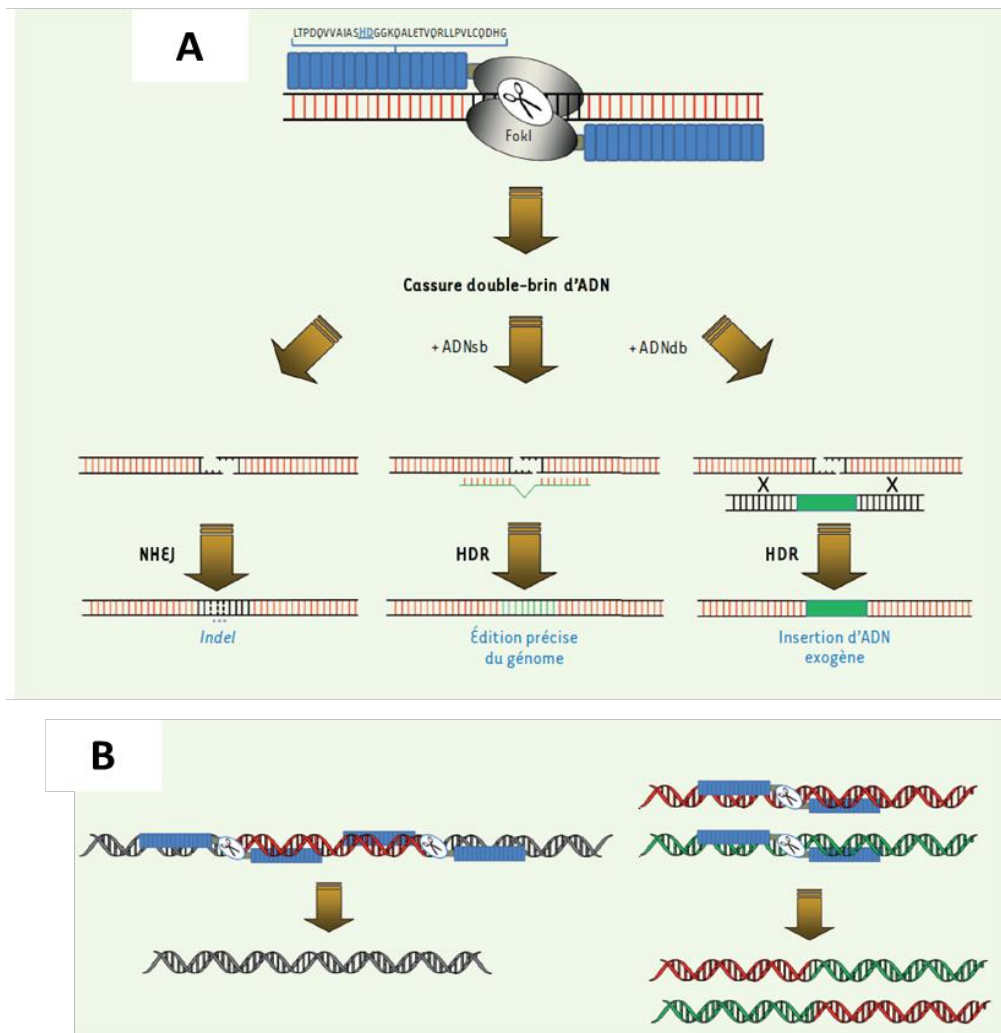 A
LTPDQVVAIASHDGGKQALETVQRLLPVLCQDHG
FokI
Cassure double-brin d'ADN
+ ADNsb
+ ADNdb
NHEJ
HDR
HDR
Indel
Édition précise
du génome
Insertion d'ADN
exogène
B